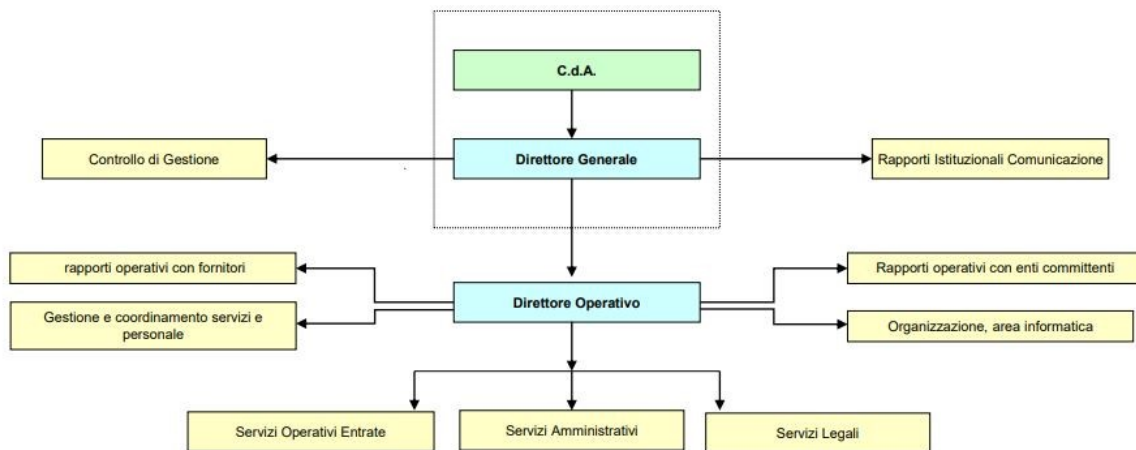 C.d.A.
Controllo di Gestione
Direttore Generale
Rapporti Istituzionali Comunicazione
rapporti operativi con fornitori
Rapporti operativi con enti committenti
Direttore Operativo
Gestione e coordinamento servizi e
personale
Organizzazione, area informatica
Servizi Operativi Entrate
Servizi Amministrativi
Servizi Legali